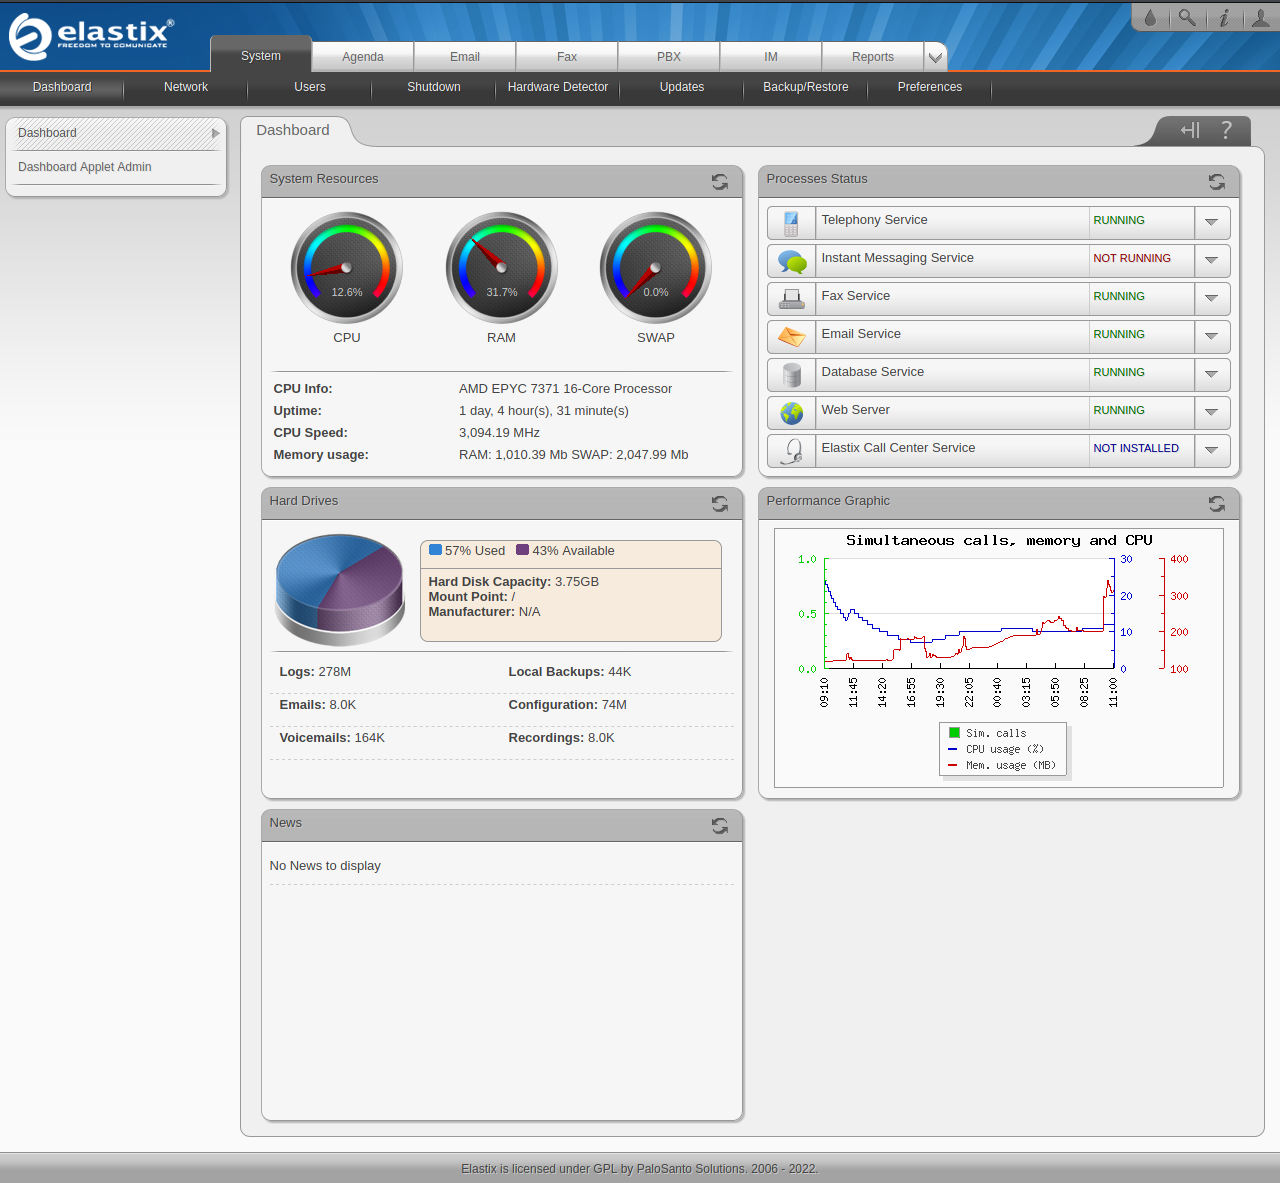 elastix®
FREEDOM TO COMUNICATE
System
Agenda
Email
Fax
PBX
IM
Reports
Dashboard
Network
Users
Shutdown
Hardware Detector
Updates
Backup/Restore
Preferences
Dashboard
Dashboard Applet Admin
Dashboard
?
System Resources
12.6%
31.7%
0.0%
CPU
RAM
SWAP
CPU Info: AMD EPYC 7371 16-Core Processor
Uptime: 1 day, 4 hour(s), 31 minute(s)
CPU Speed: 3,094.19 MHz
Memory usage: RAM: 1,010.39 Mb SWAP: 2,047.99 Mb
Processes Status
Telephony Service RUNNING
Instant Messaging Service NOT RUNNING
Fax Service RUNNING
Email Service RUNNING
Database Service RUNNING
Web Server RUNNING
Elastix Call Center Service NOT INSTALLED
Hard Drives
57% Used 43% Available
Hard Disk Capacity: 3.75GB
Mount Point: /
Manufacturer: N/A
Logs: 278M Local Backups: 44K
Emails: 8.0K Configuration: 74M
Voicemails: 164K Recordings: 8.0K
Performance Graphic
Simultaneous calls, memory and CPU
1.0 30 400
20 300
0.5
10 200
0.0 0 100
09:10 11:45 14:20 16:55 19:30 22:05 00:40 03:15 05:50 08:25 11:00
Sim. calls
CPU usage (%)
Mem. usage (MB)
News
No News to display
Elastix is licensed under GPL by PaloSanto Solutions. 2006 - 2022.